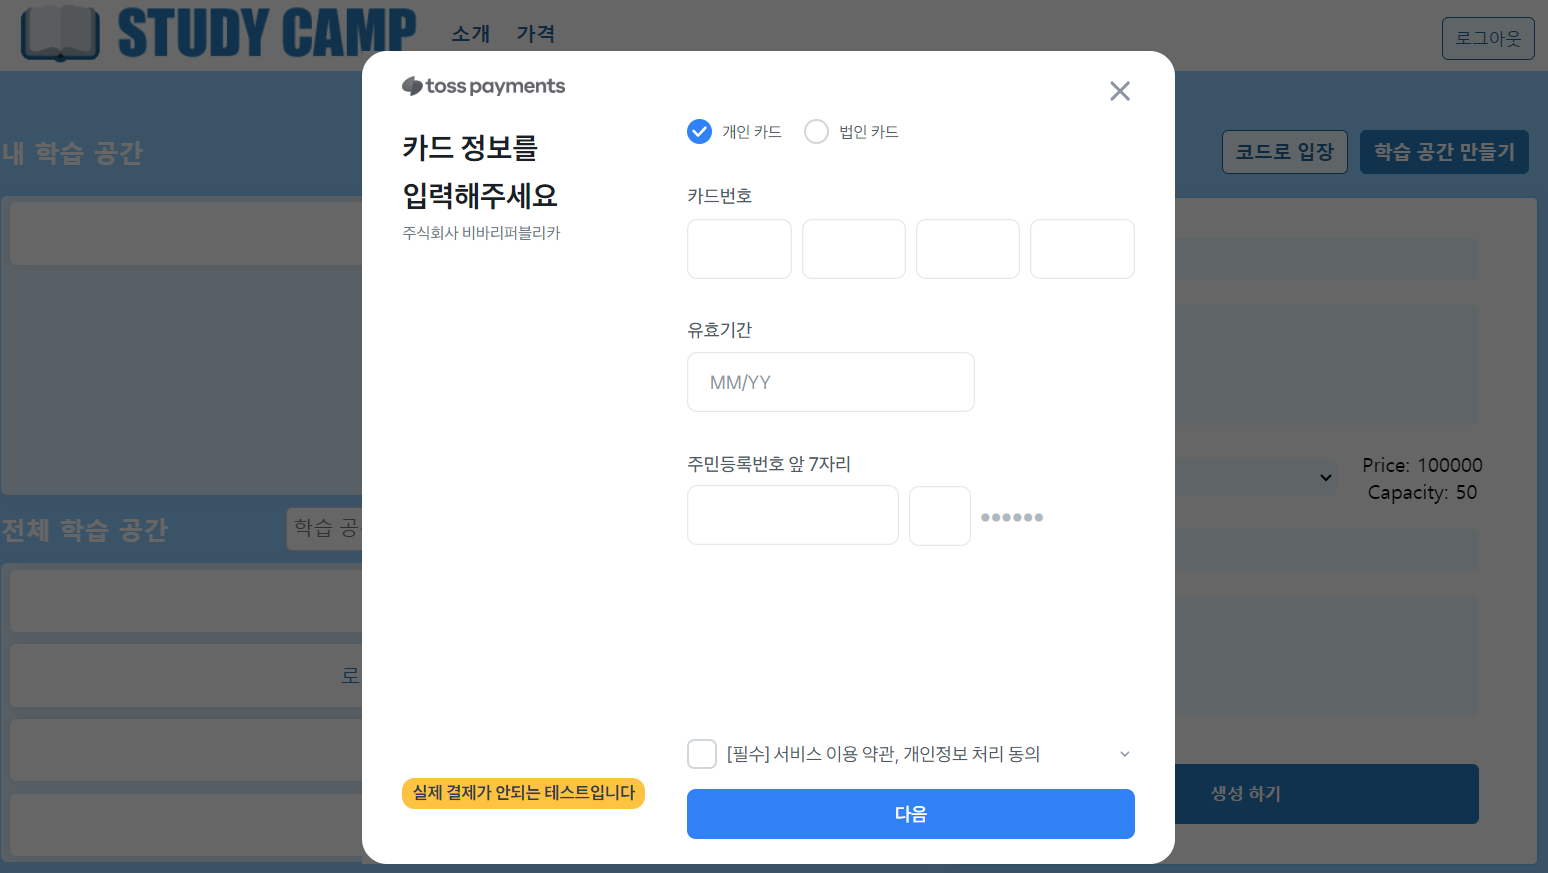 STUDY CAMP
소개
가격
로그아웃
내 학습 공간
코드로 입장
학습 공간 만들기
toss payments
카드 정보를
입력해주세요
주식회사 비바리퍼블리카
개인 카드
법인 카드
카드번호
유효기간
MM/YY
주민등록번호 앞 7자리
••••••
[필수] 서비스 이용 약관, 개인정보 처리 동의
실제 결제가 안되는 테스트입니다
다음
Price: 100000
Capacity: 50
전체 학습 공간
학습 공
로
생성 하기